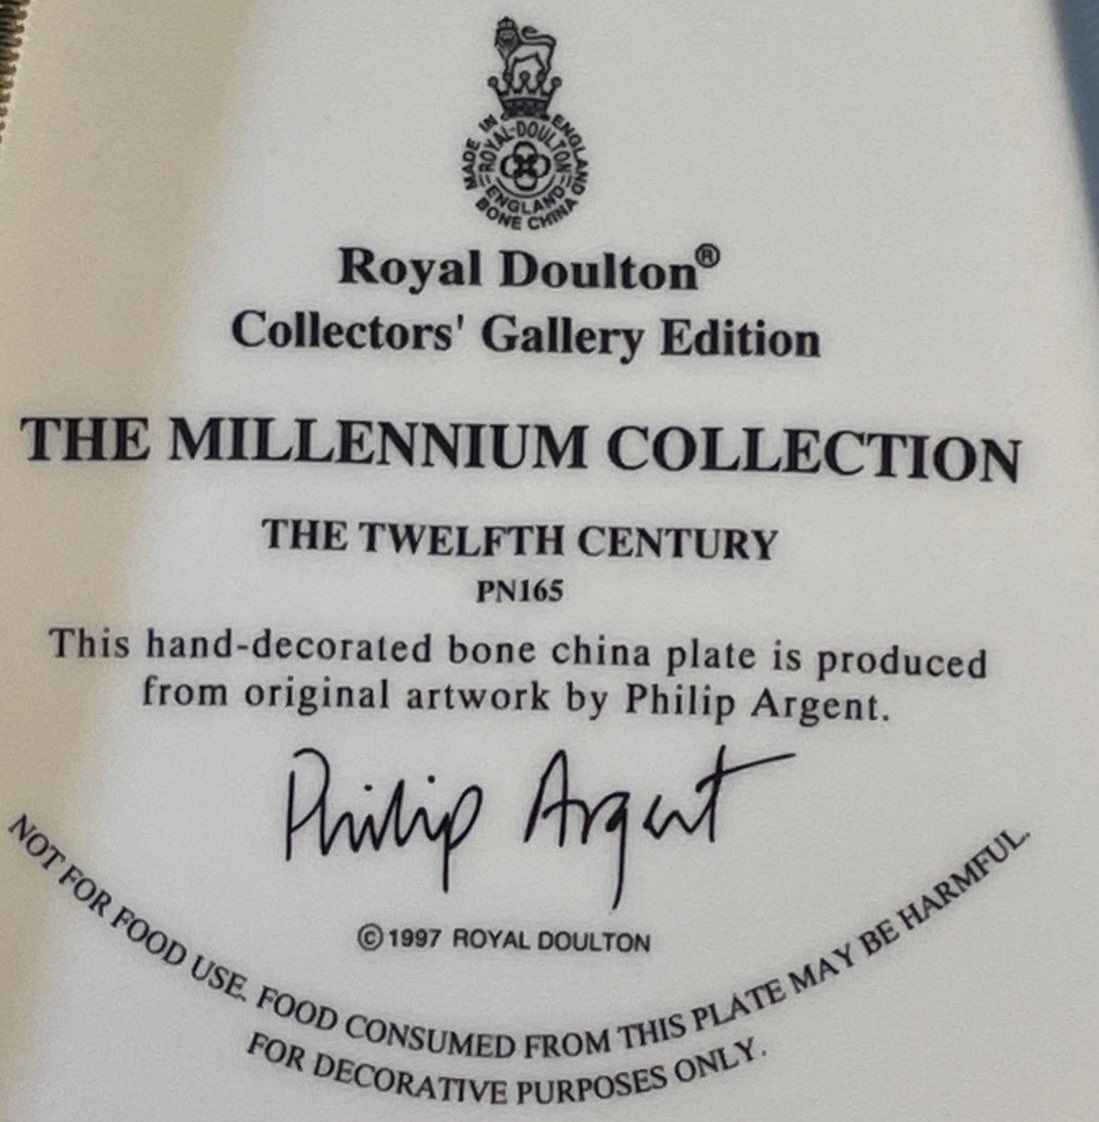 MADE IN ENGLAND
ROYAL-DOULTON
ENGLAND
BONE CHINA
Royal Doulton®
Collectors' Gallery Edition
THE MILLENNIUM COLLECTION
THE TWELFTH CENTURY
PN165
This hand-decorated bone china plate is produced
from original artwork by Philip Argent.
Philip Argent
©1997 ROYAL DOULTON
NOT FOR FOOD USE. FOOD CONSUMED FROM THIS PLATE MAY BE HARMFUL.
FOR DECORATIVE PURPOSES ONLY.